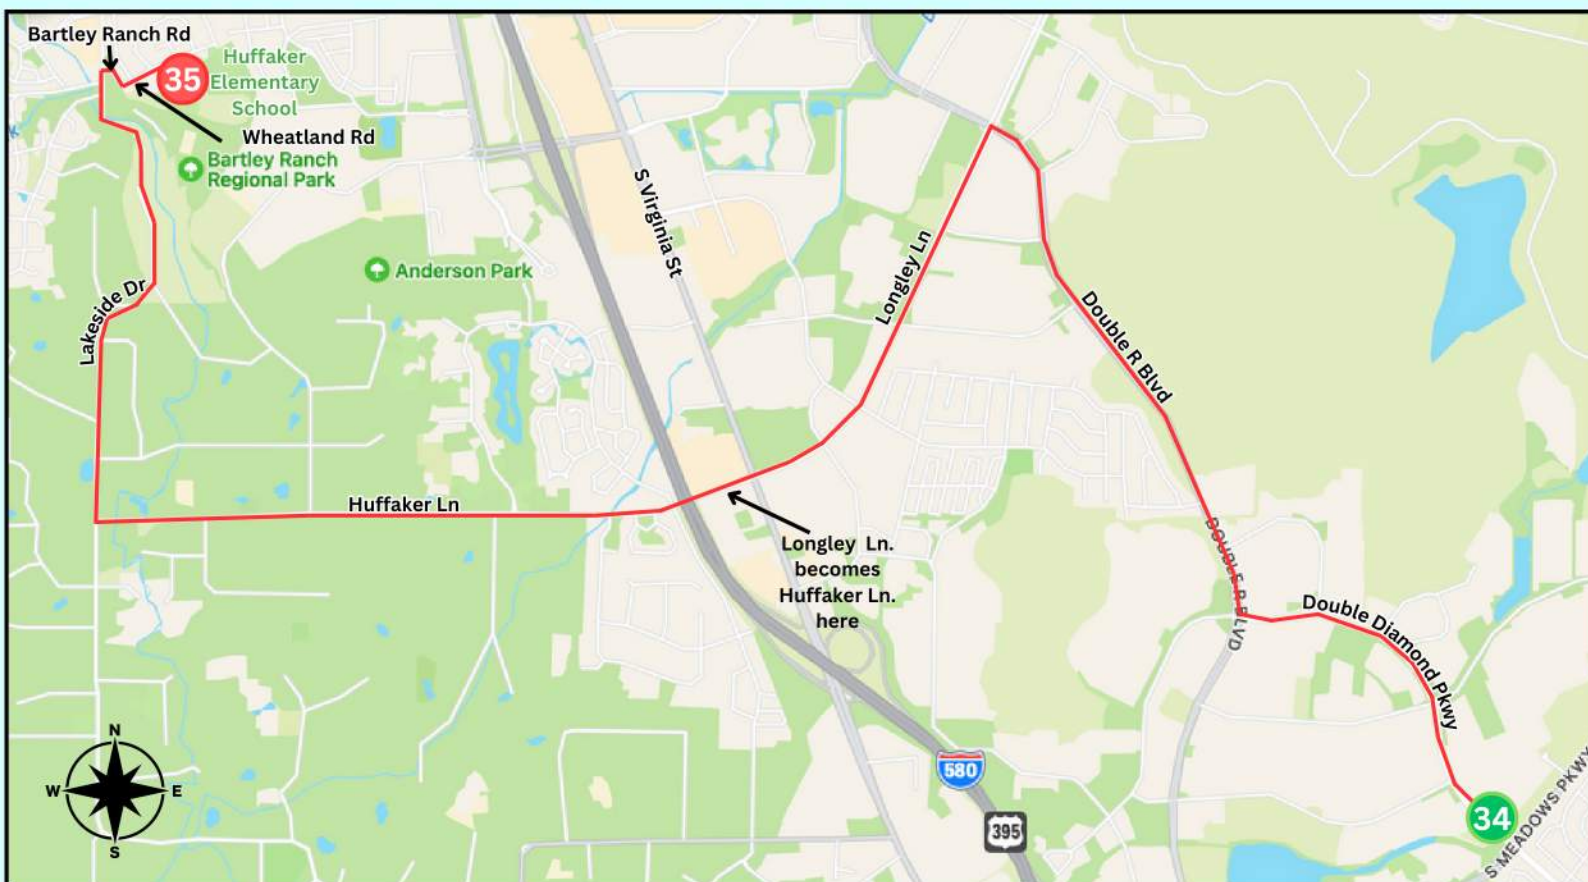 Bartley Ranch Rd
35
Huffaker
Elementary
School
Wheatland Rd
Bartley Ranch
Regional Park
S Virginia St
Anderson Park
Longley Ln
Lakeside Dr
Double R Blvd
Huffaker Ln
Longley Ln.
becomes
Huffaker Ln.
here
DOUBLE R BLVD
Double Diamond Pkwy
N
W
E
S
580
395
34
S MEADOWS PKWY